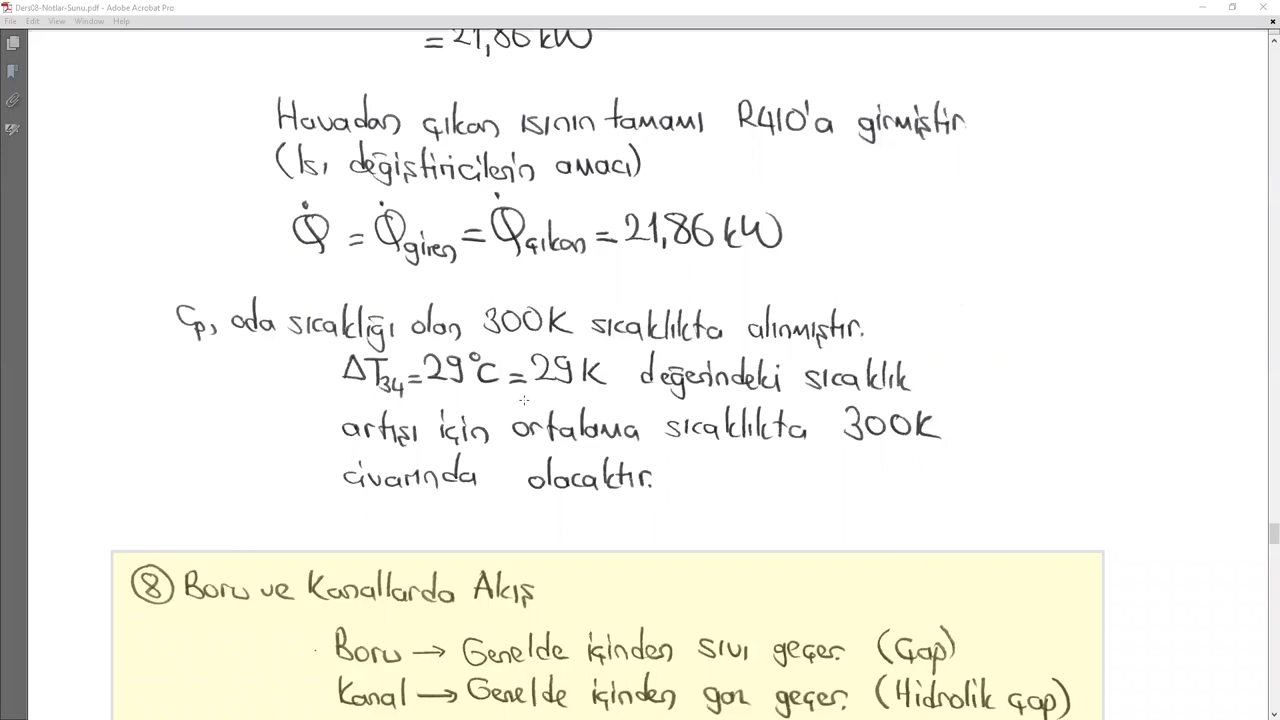 Ders08-Notlar-Sunu.pdf - Adobe Acrobat Pro
File Edit View Window Help
= 21,86 kW
Havadan çıkan ısının tamamı R410'a girmiştir.
(Isı değiştiricilerin amacı)
Q̇ = Q̇giren = Q̇çıkan = 21,86 kW
Cp, oda sıcaklığı olan 300K sıcaklıkta alınmıştır.
ΔT34 = 29°C = 29K değerindeki sıcaklık
artışı için ortalama sıcaklıkta 300K
civarında olacaktır.
⑧ Boru ve Kanallarda Akış
Boru → Genelde içinden sıvı geçer. (Çap)
Kanal → Genelde içinden gaz geçer. (Hidrolik çap)